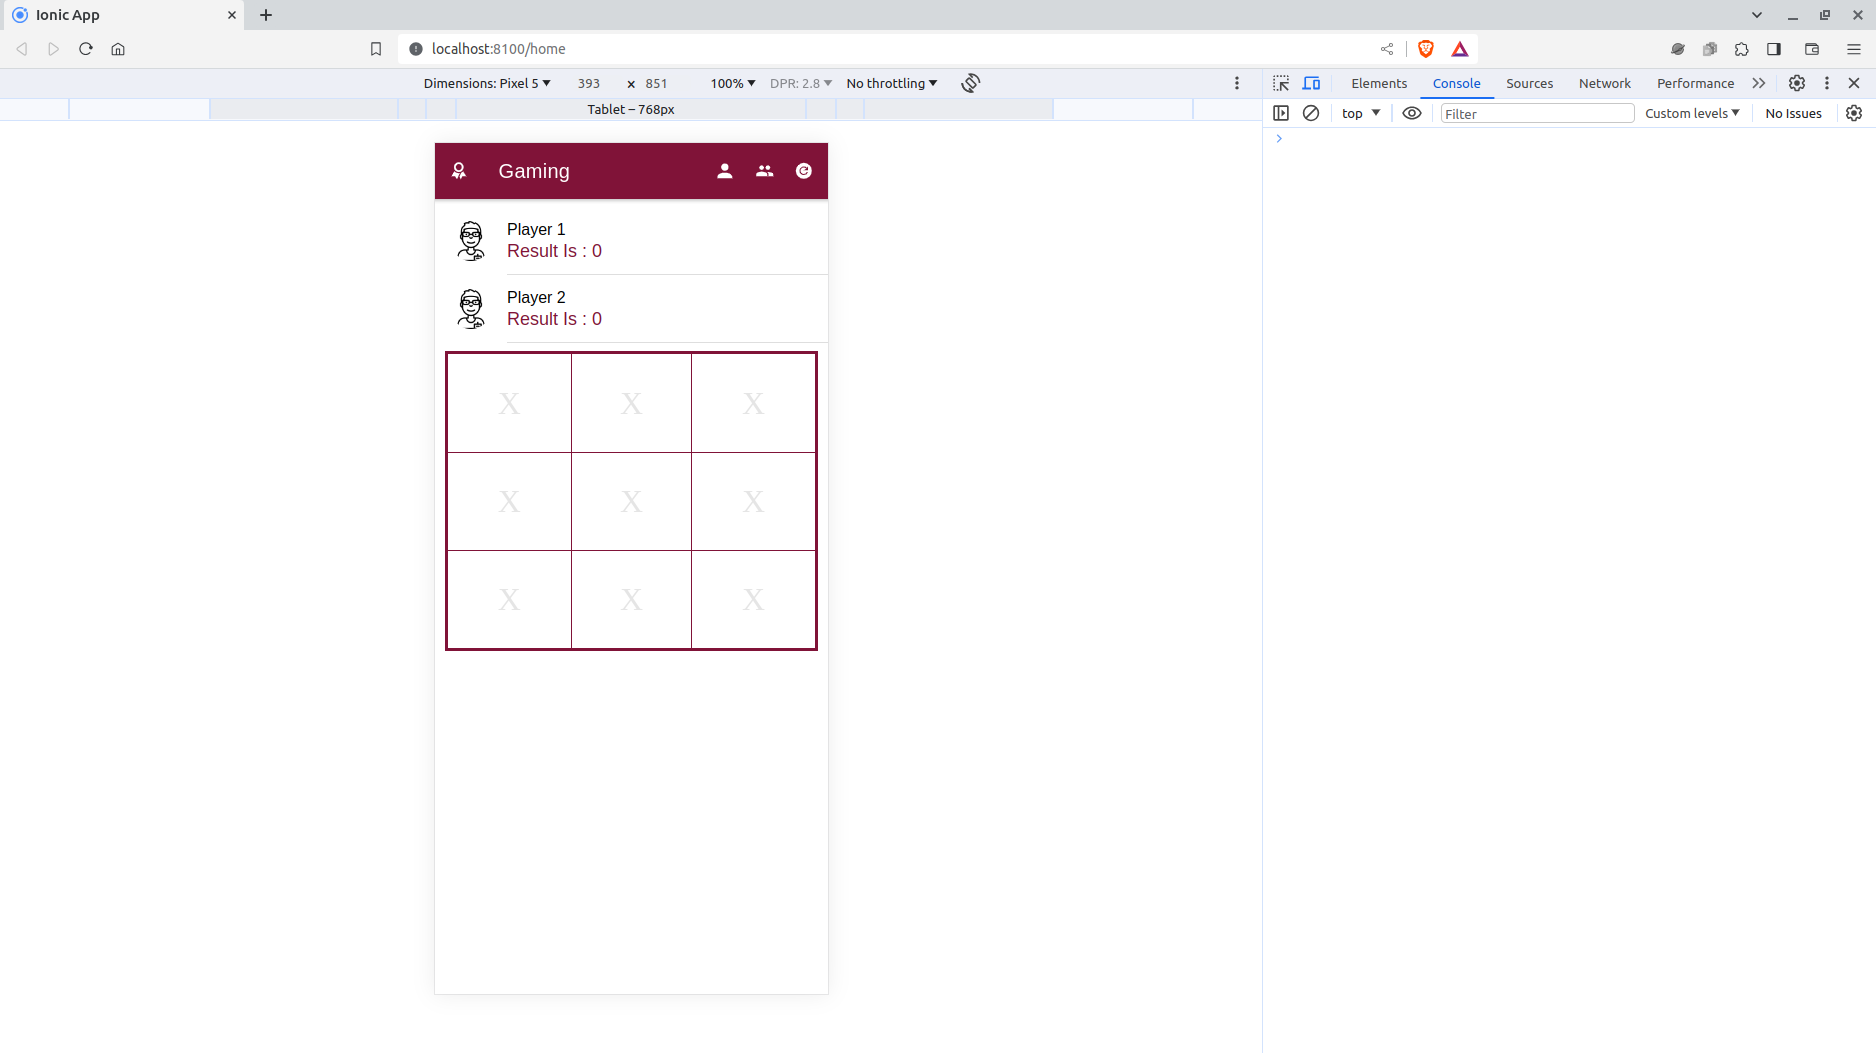 Ionic App
localhost:8100/home
Dimensions: Pixel 5 393 × 851 100% DPR: 2.8 No throttling
Elements Console Sources Network Performance
Tablet – 768px
top Filter Custom levels No Issues
Gaming
Player 1
Result Is : 0
Player 2
Result Is : 0
X X X
X X X
X X X